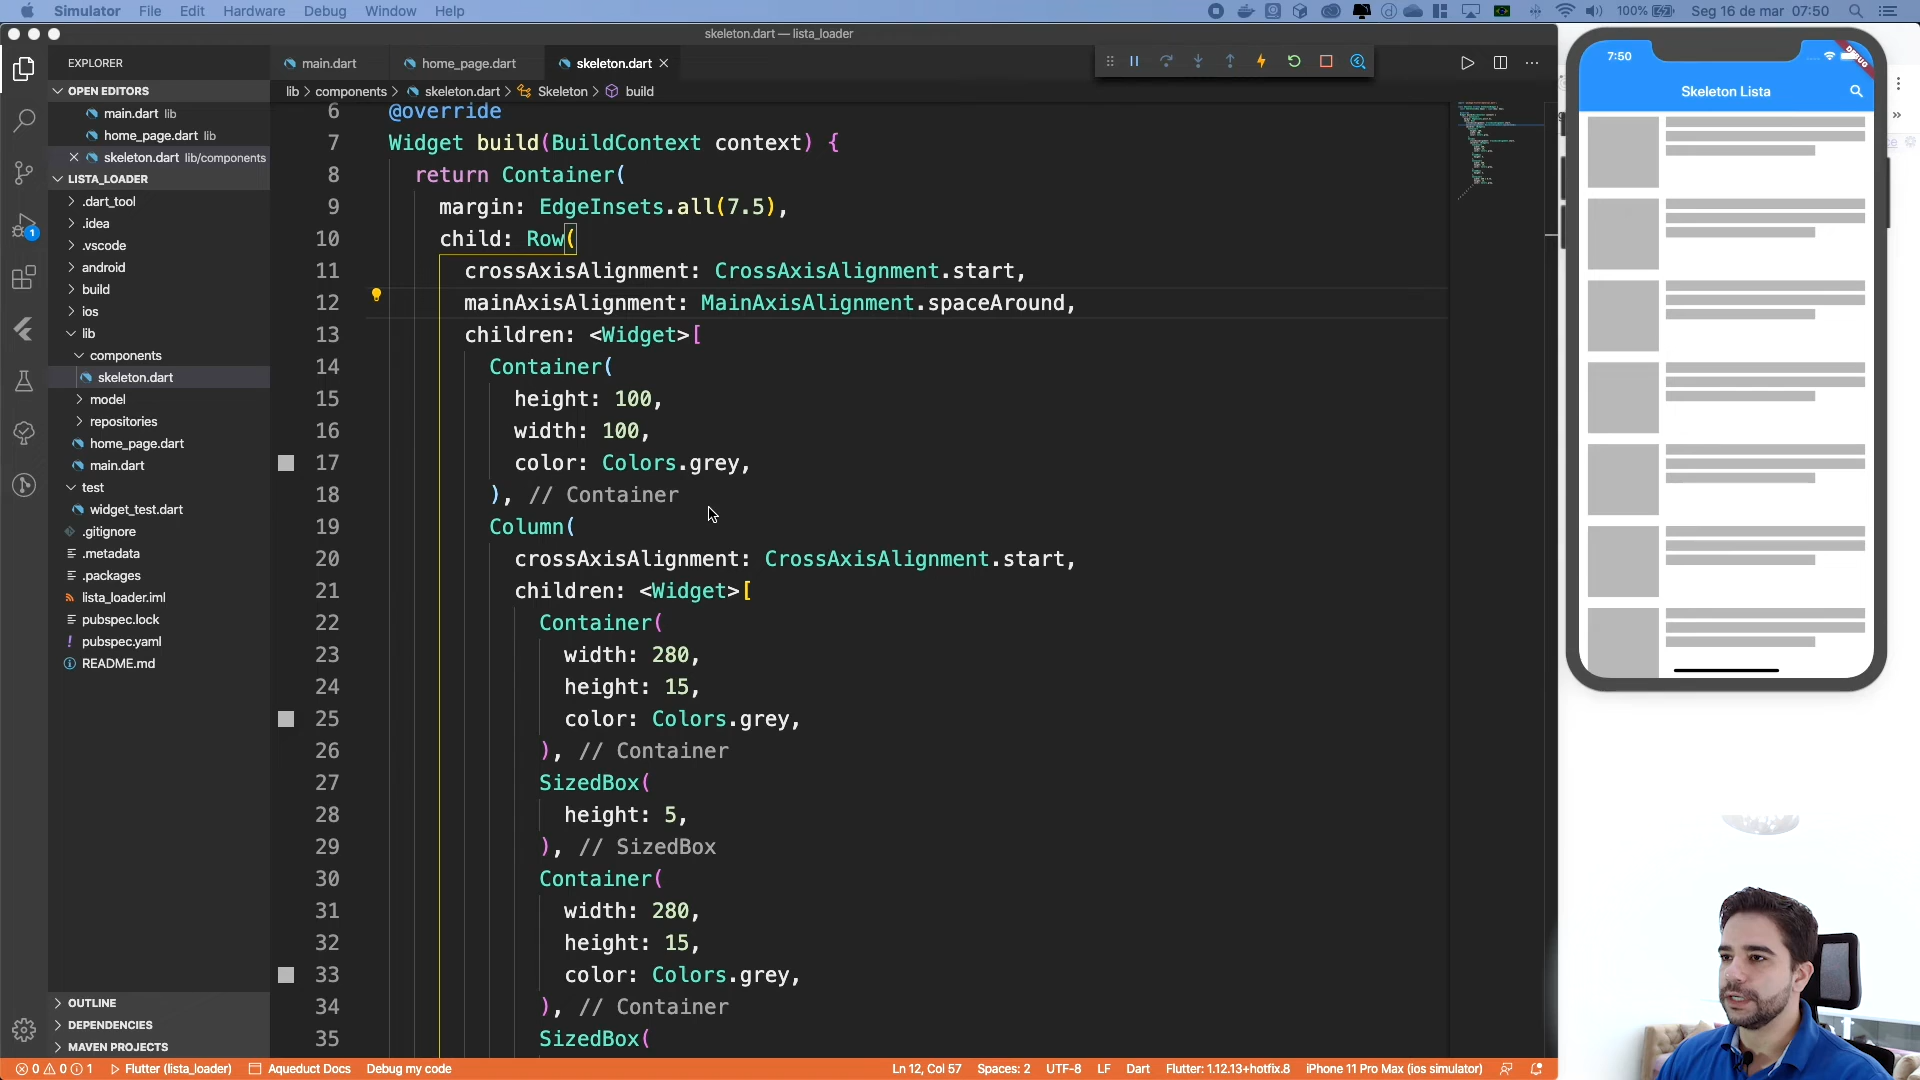 Simulator File Edit Hardware Debug Window Help 100% Seg 16 de mar 07:50
skeleton.dart — lista_loader
EXPLORER
main.dart home_page.dart skeleton.dart
OPEN EDITORS
lib > components > skeleton.dart > Skeleton > build
main.dart lib
home_page.dart lib
skeleton.dart lib/components
LISTA_LOADER
.dart_tool
.idea
.vscode
android
build
ios
lib
components
skeleton.dart
model
repositories
home_page.dart
main.dart
test
widget_test.dart
.gitignore
.metadata
.packages
lista_loader.iml
pubspec.lock
pubspec.yaml
README.md
OUTLINE
DEPENDENCIES
MAVEN PROJECTS
1
6 @override
7 Widget build(BuildContext context) {
8 return Container(
9 margin: EdgeInsets.all(7.5),
10 child: Row(
11 crossAxisAlignment: CrossAxisAlignment.start,
12 mainAxisAlignment: MainAxisAlignment.spaceAround,
13 children: <Widget>[
14 Container(
15 height: 100,
16 width: 100,
17 color: Colors.grey,
18 ), // Container
19 Column(
20 crossAxisAlignment: CrossAxisAlignment.start,
21 children: <Widget>[
22 Container(
23 width: 280,
24 height: 15,
25 color: Colors.grey,
26 ), // Container
27 SizedBox(
28 height: 5,
29 ), // SizedBox
30 Container(
31 width: 280,
32 height: 15,
33 color: Colors.grey,
34 ), // Container
35 SizedBox(
7:50
DEBUG
Skeleton Lista
0 0 1 Flutter (lista_loader) Aqueduct Docs Debug my code Ln 12, Col 57 Spaces: 2 UTF-8 LF Dart Flutter: 1.12.13+hotfix.8 iPhone 11 Pro Max (ios simulator)